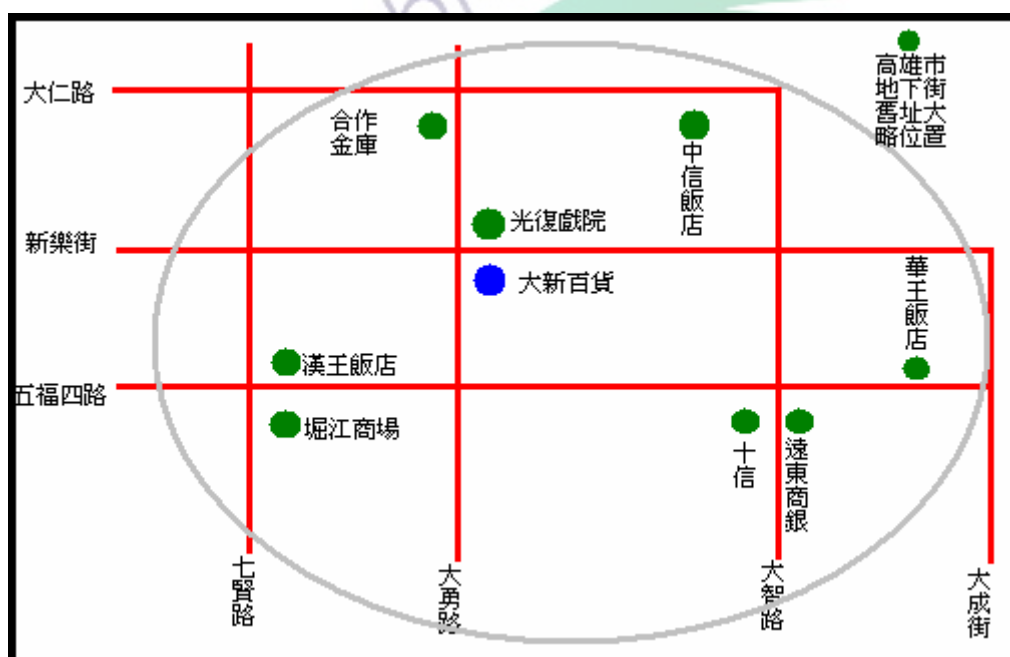 高雄市
地下街
舊址大
略位置
大仁路
合作
金庫
中信飯店
光復戲院
新樂街
大新百貨
華王飯店
漢王飯店
五福四路
堀江商場
十信
遠東商銀
七賢路
大勇路
大智路
大成街